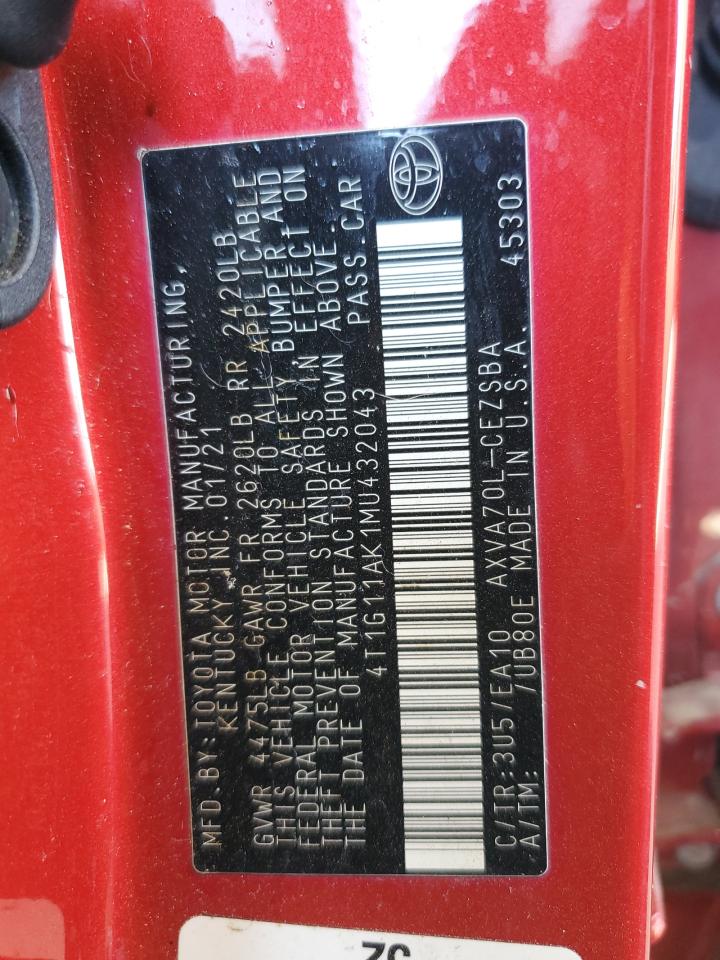 MFD. BY: TOYOTA MOTOR MANUFACTURING,
KENTUCKY, INC. 01/21
GVWR 4475LB GAWR FR 2620LB RR 2420LB
THIS VEHICLE CONFORMS TO ALL APPLICABLE
FEDERAL MOTOR VEHICLE SAFETY, BUMPER AND
THEFT PREVENTION STANDARDS IN EFFECT ON
THE DATE OF MANUFACTURE SHOWN ABOVE.
4T1G11AK1MU432043 PASS.CAR
C/TR:3U5/EA10 AXVA70L-CEZSBA
A/TM: /UB80E MADE IN U.S.A. 45303